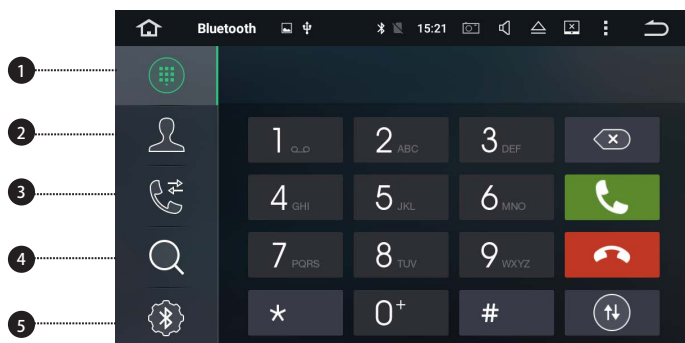 Bluetooth 15:21
1
2
3
4
5
1 2 ABC 3 DEF
4 GHI 5 JKL 6 MNO
7 PQRS 8 TUV 9 WXYZ
* 0+ #